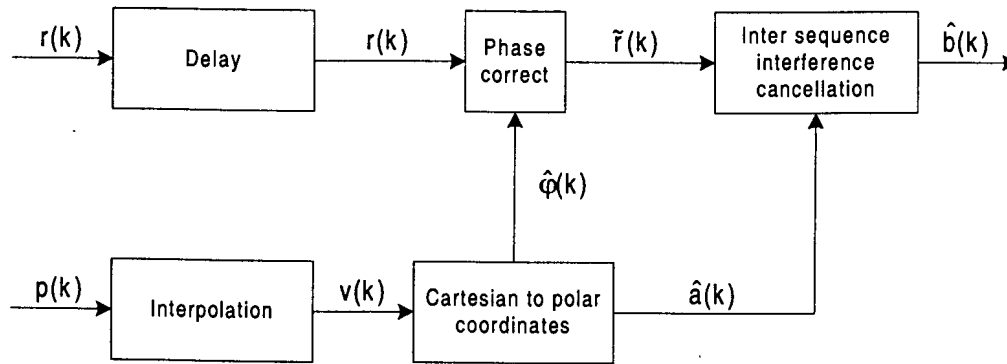 r(k)
Delay
r(k)
Phase
correct
r̃(k)
Inter sequence
interference
cancellation
b̂(k)
φ̂(k)
p(k)
Interpolation
v(k)
Cartesian to polar
coordinates
â(k)